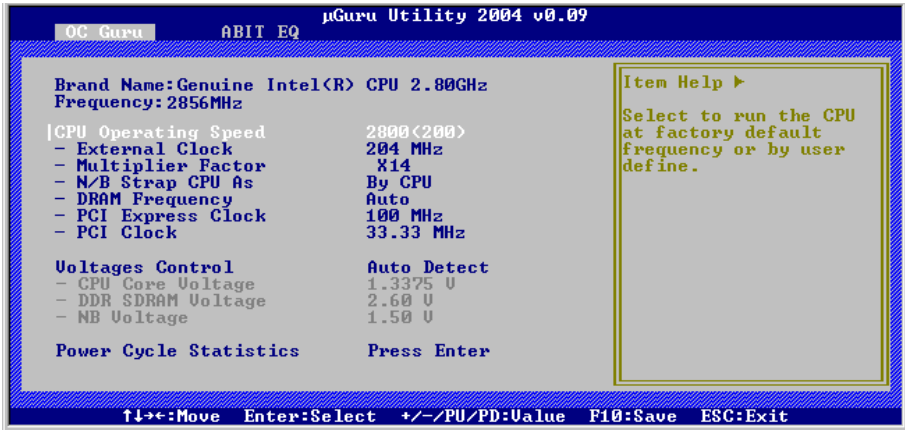 µGuru Utility 2004 v0.09
OC Guru ABIT EQ
Brand Name:Genuine Intel(R) CPU 2.80GHz
Frequency:2856MHz
CPU Operating Speed 2800(200)
- External Clock 204 MHz
- Multiplier Factor X14
- N/B Strap CPU As By CPU
- DRAM Frequency Auto
- PCI Express Clock 100 MHz
- PCI Clock 33.33 MHz
Voltages Control Auto Detect
- CPU Core Voltage 1.3375 V
- DDR SDRAM Voltage 2.60 V
- NB Voltage 1.50 V
Power Cycle Statistics Press Enter
Item Help ►
Select to run the CPU
at factory default
frequency or by user
define.
↑↓→←:Move Enter:Select +/-/PU/PD:Value F10:Save ESC:Exit